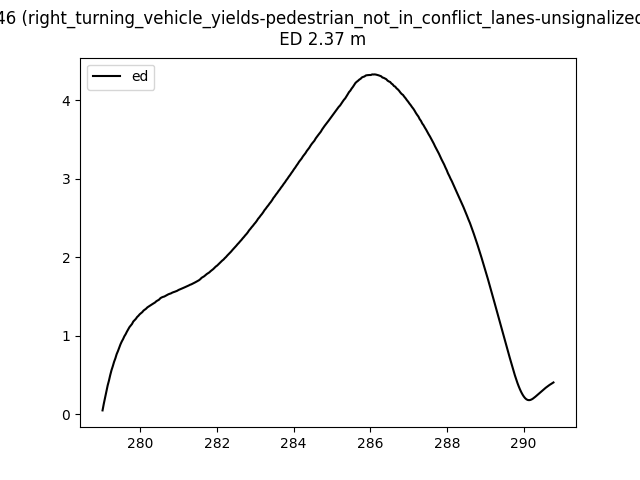 46 (right_turning_vehicle_yields-pedestrian_not_in_conflict_lanes-unsignalized
ED 2.37 m
ed
4
3
2
1
0
280 282 284 286 288 290